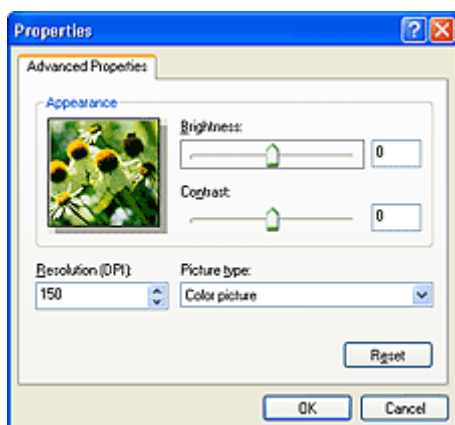 Properties
Advanced Properties
Appearance
Brightness:
0
Contrast:
0
Resolution (DPI):
Picture type:
150
Color picture
Reset
OK
Cancel